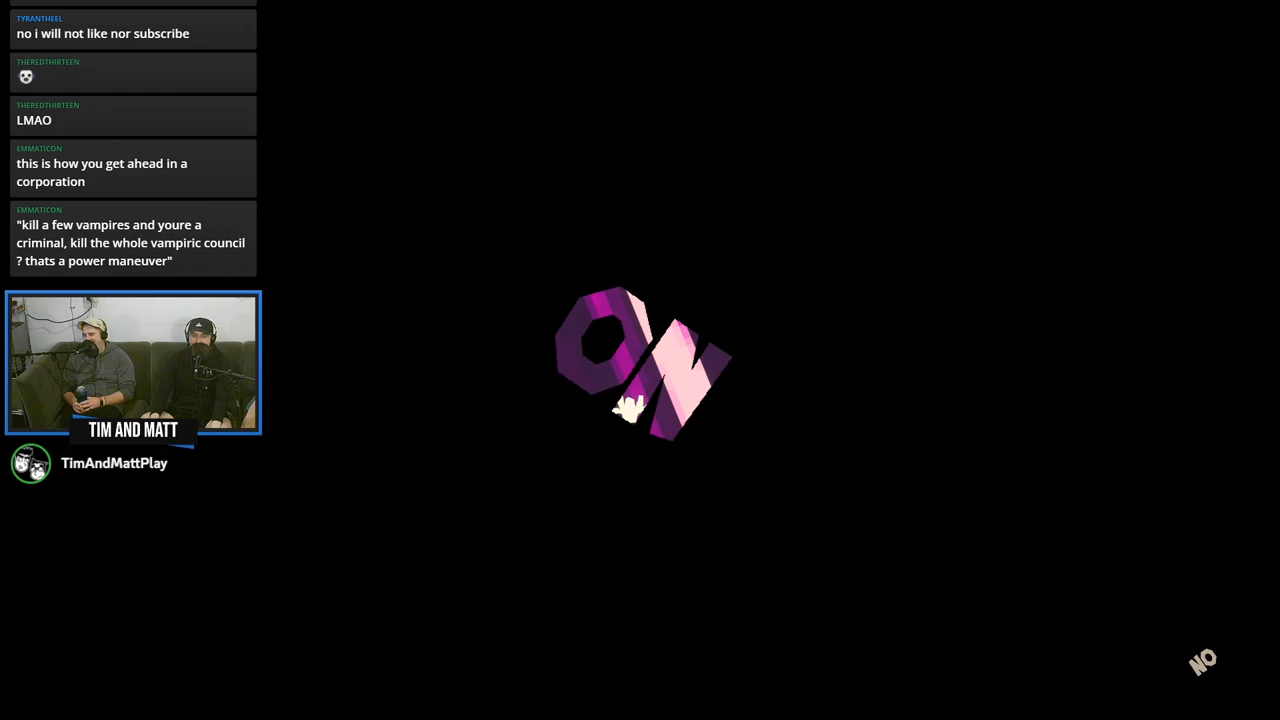 TYRANTHEEL
no i will not like nor subscribe
THEREDTHIRTEEN
THEREDTHIRTEEN
LMAO
EMMATICON
this is how you get ahead in a
corporation
EMMATICON
"kill a few vampires and youre a
criminal, kill the whole vampiric council
? thats a power maneuver"
TIM AND MATT
TimAndMattPlay
NO
NO